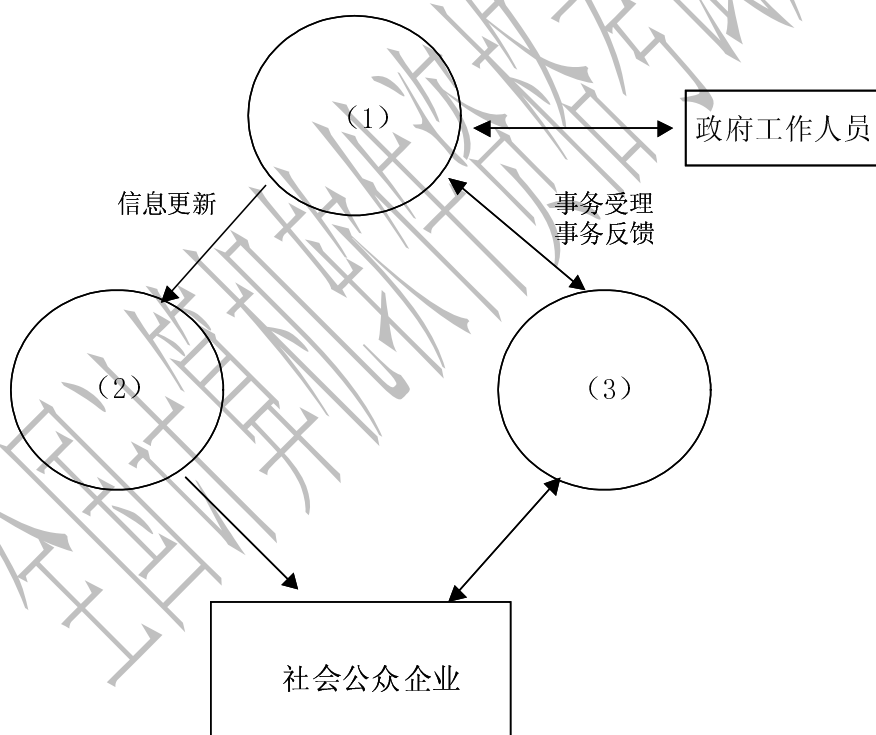 （1）
政府工作人员
信息更新
事务受理
事务反馈
（2）
（3）
社会公众企业